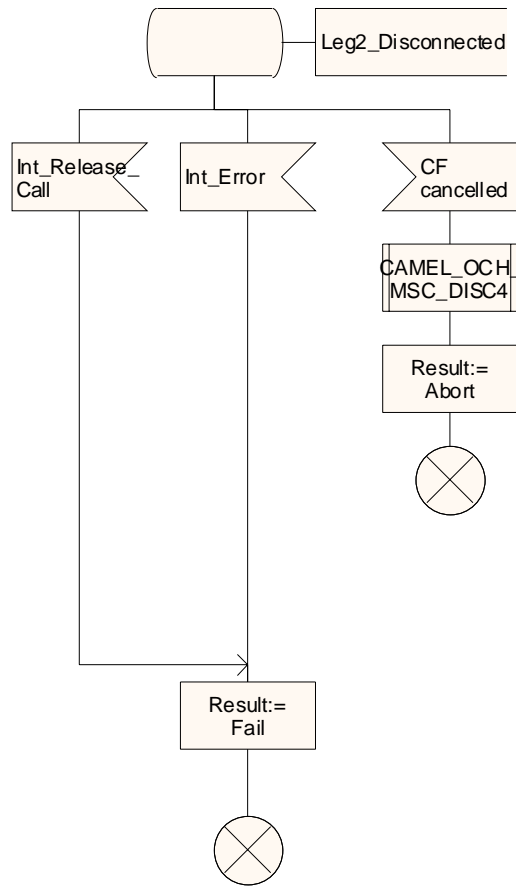 Leg2_Disconnected
Int_Release_
Call
Int_Error
CF
cancelled
CAMEL_OCH_
MSC_DISC4
Result:=
Abort
Result:=
Fail